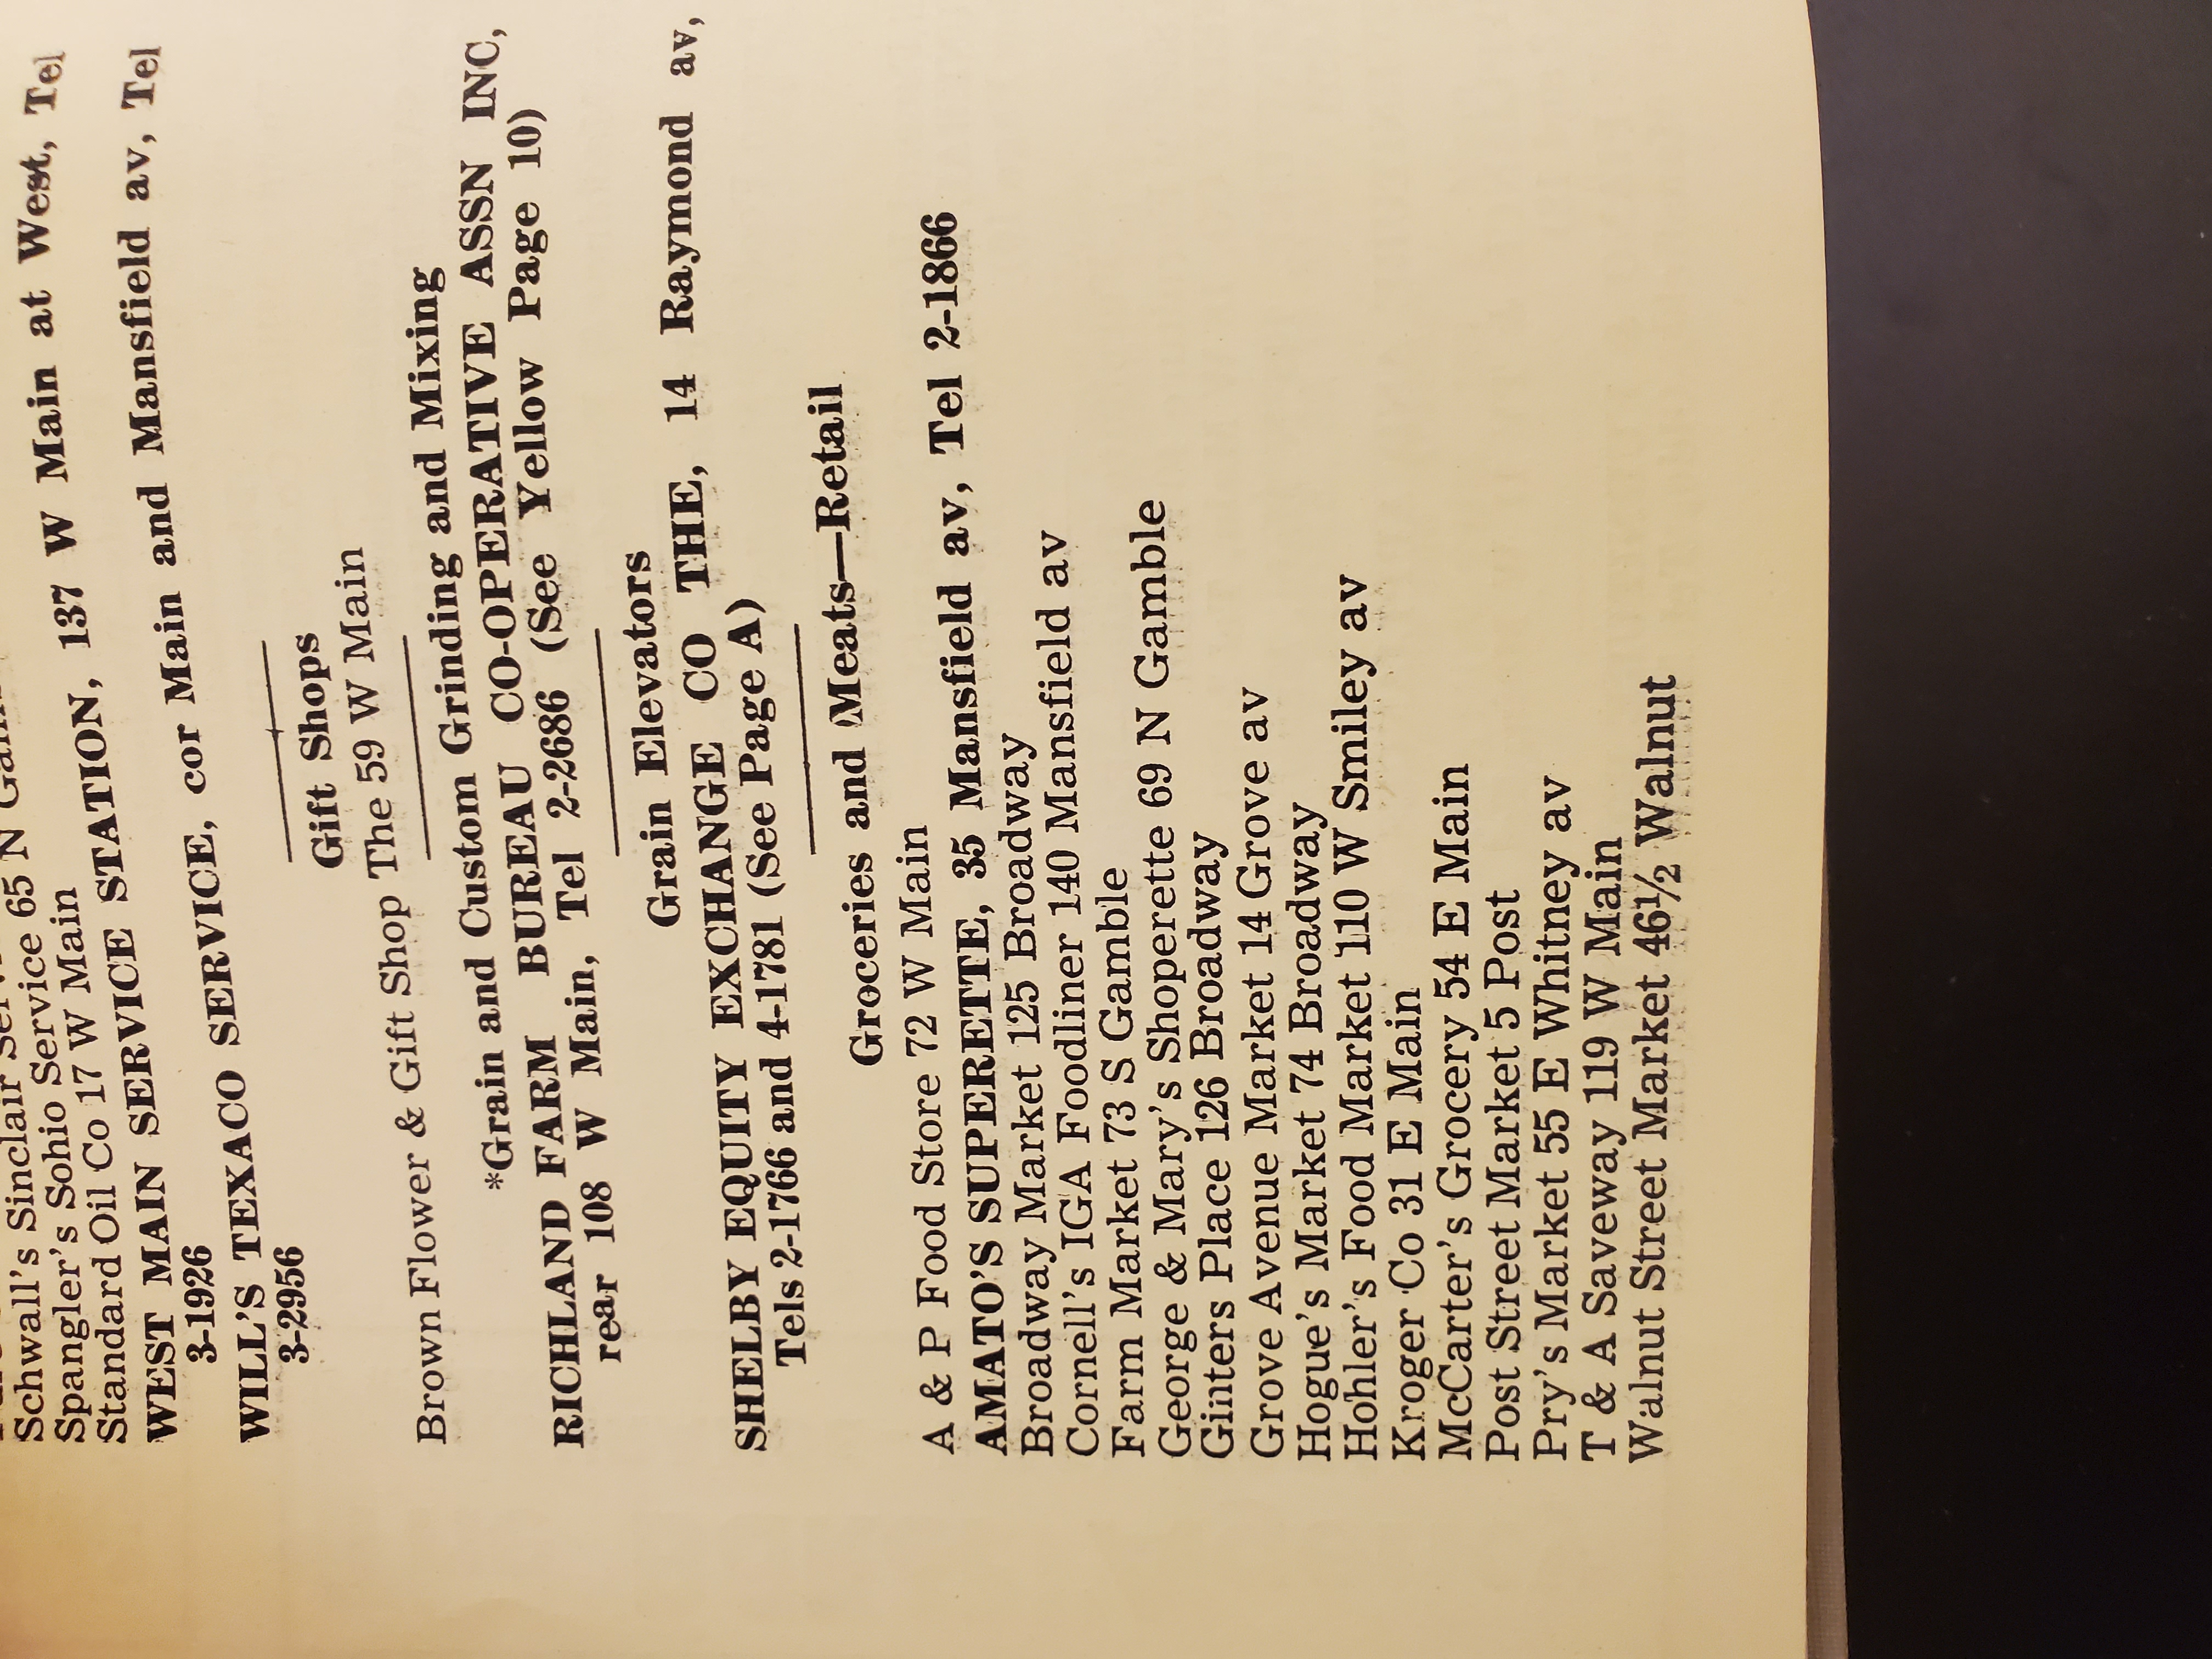 Schwall's Sinclair Serv 65 N
Spangler's Sohio Service
Standard Oil Co 17 W Main
WEST MAIN SERVICE STATION, 137 W Main at West, Tel
3-1926
WILL'S TEXACO SERVICE, cor Main and Mansfield av, Tel
3-2956
Gift Shops
Brown Flower & Gift Shop The 59 W Main
*Grain and Custom Grinding and Mixing
RICHLAND FARM BUREAU CO-OPERATIVE ASSN INC,
rear 108 W Main, Tel 2-2686 (See Yellow Page 10)
Grain Elevators
SHELBY EQUITY EXCHANGE CO THE, 14 Raymond av,
Tels 2-1766 and 4-1781 (See Page A)
Groceries and Meats—Retail
A & P Food Store 72 W Main
AMATO'S SUPERETTE, 35 Mansfield av, Tel 2-1866
Broadway Market 125 Broadway
Cornell's IGA Foodliner 140 Mansfield av
Farm Market 73 S Gamble
George & Mary's Shoperette 69 N Gamble
Ginters Place 126 Broadway
Grove Avenue Market 14 Grove av
Hogue's Market 74 Broadway
Hohler's Food Market 110 W Smiley av
Kroger Co 31 E Main
McCarter's Grocery 54 E Main
Post Street Market 5 Post
Pry's Market 55 E Whitney av
T & A Saveway 119 W Main
Walnut Street Market 46½ Walnut